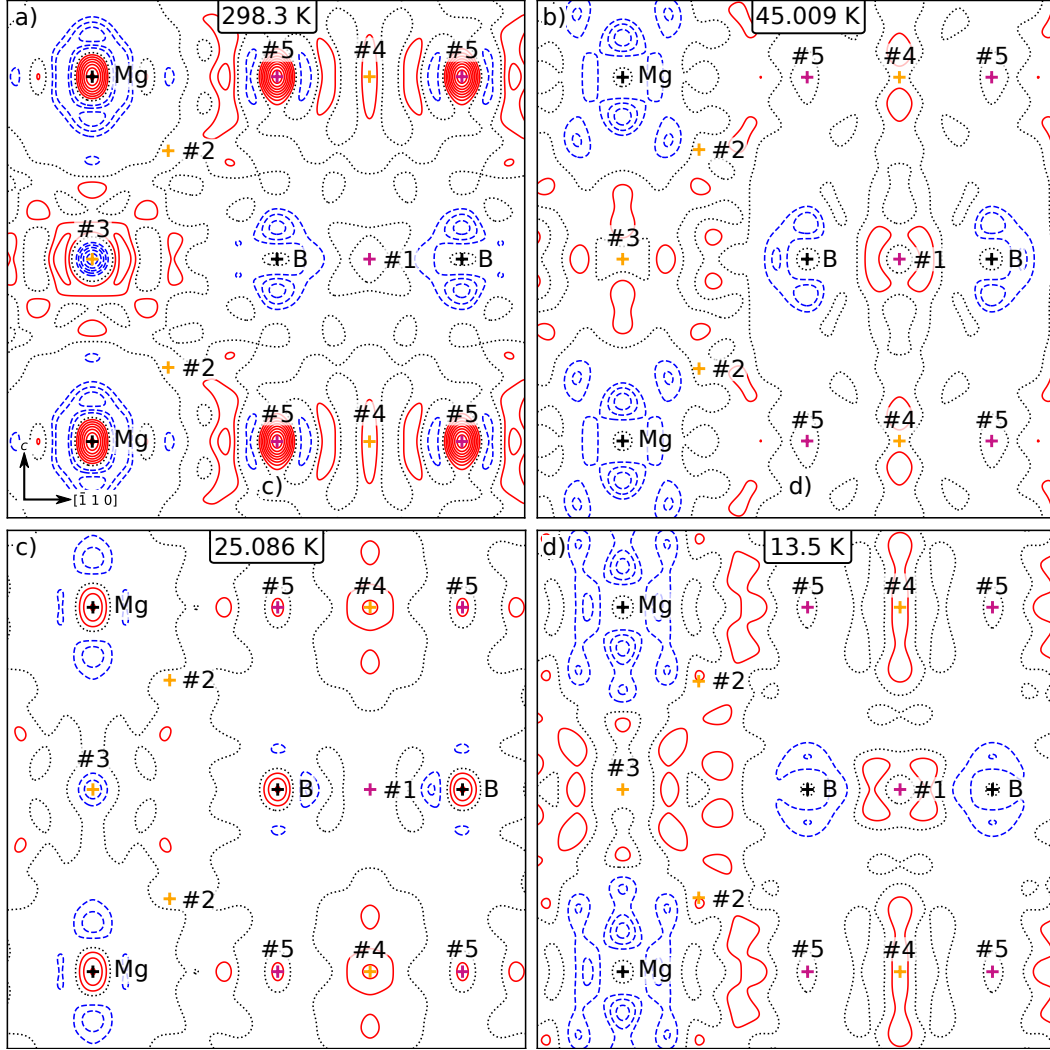 a) 298.3 K
#5 #4 #5
Mg
#2
#3
B #1 B
#2
#5 #4 #5
Mg
c
[1̄ 1 0]
c)
b) 45.009 K
#5 #4 #5
Mg
#2
#3
B #1 B
#2
#5 #4 #5
Mg
d)
c) 25.086 K
#5 #4 #5
Mg
#2
#3
B #1 B
#2
#5 #4 #5
Mg
d) 13.5 K
#5 #4 #5
Mg
#2
#3
B #1 B
#2
#5 #4 #5
Mg